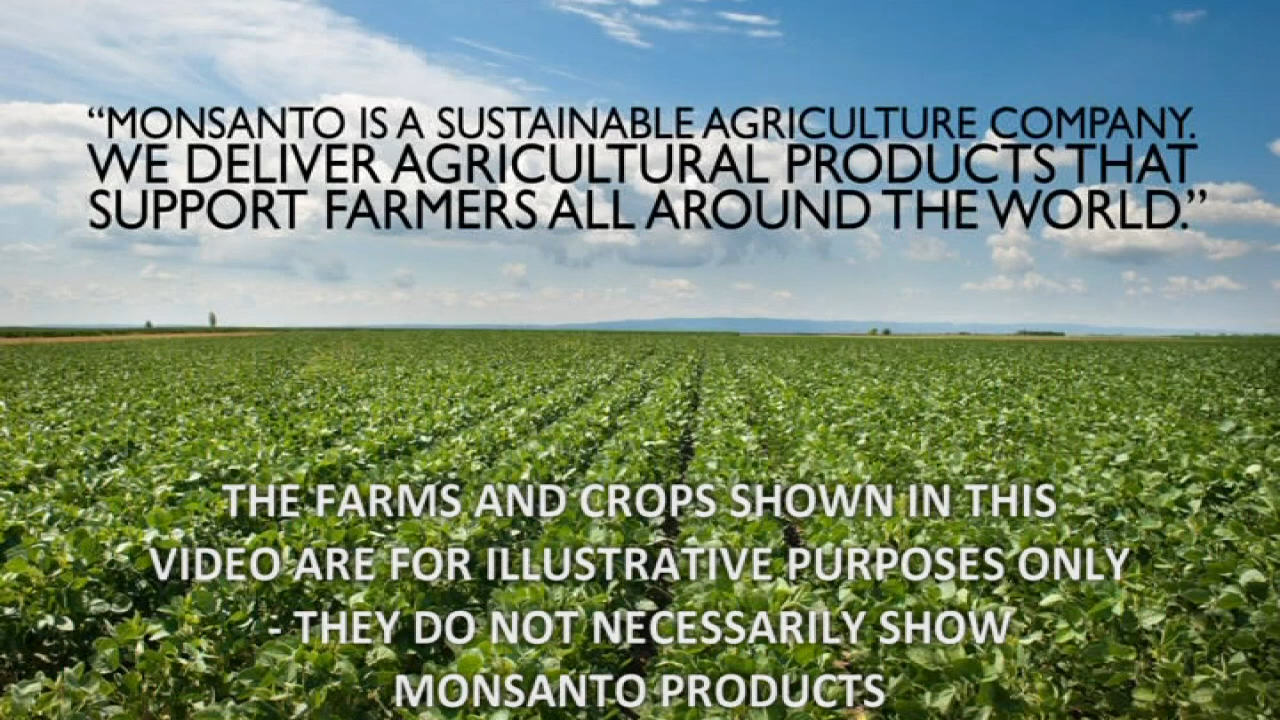 “MONSANTO IS A SUSTAINABLE AGRICULTURE COMPANY.
WE DELIVER AGRICULTURAL PRODUCTS THAT
SUPPORT FARMERS ALL AROUND THE WORLD.”
THE FARMS AND CROPS SHOWN IN THIS
VIDEO ARE FOR ILLUSTRATIVE PURPOSES ONLY
- THEY DO NOT NECESSARILY SHOW
MONSANTO PRODUCTS